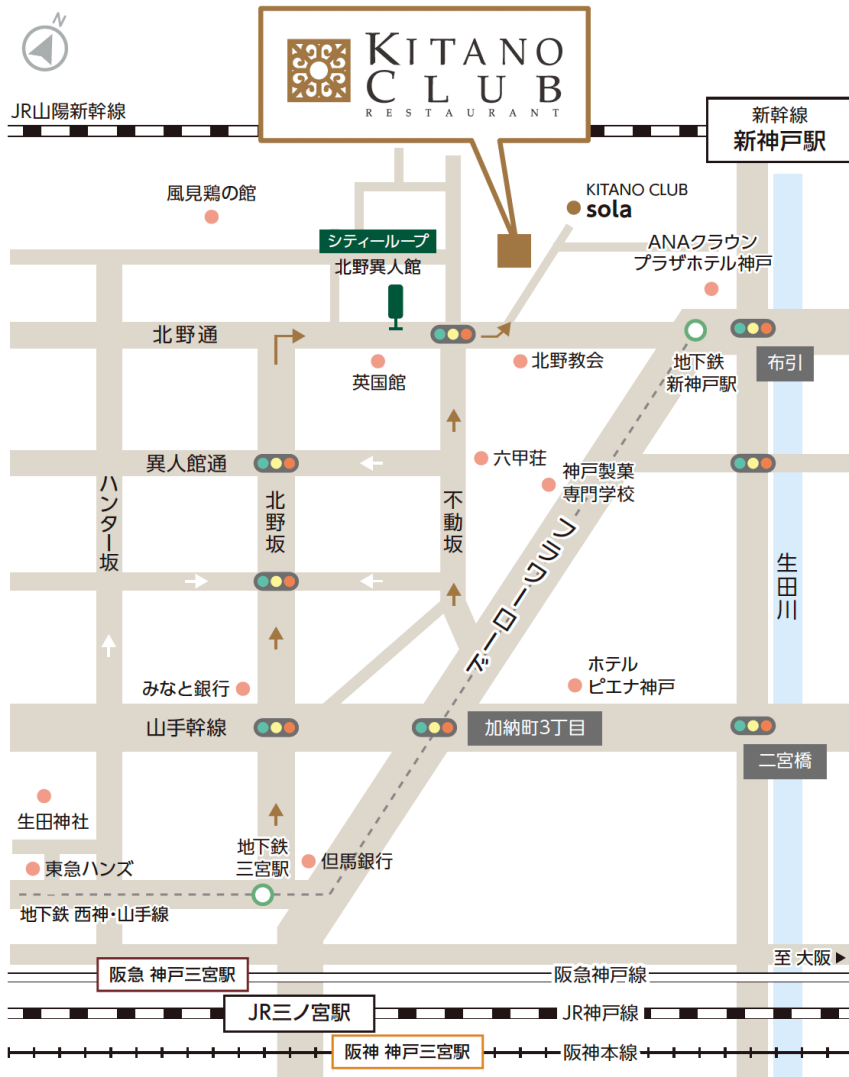 N
KITANO
CLUB
RESTAURANT
JR山陽新幹線
新幹線
新神戸駅
風見鶏の館
KITANO CLUB
sola
シティーループ
北野異人館
ANAクラウン
プラザホテル神戸
北野通
英国館
北野教会
地下鉄
新神戸駅
布引
異人館通
六甲荘
神戸製菓
専門学校
ハンター坂
北野坂
不動坂
フラワーロード
生田川
みなと銀行
ホテル
ピエナ神戸
山手幹線
加納町3丁目
二宮橋
生田神社
地下鉄
三宮駅
但馬銀行
東急ハンズ
地下鉄 西神・山手線
至 大阪▶
阪急 神戸三宮駅
阪急神戸線
JR三ノ宮駅
JR神戸線
阪神 神戸三宮駅
阪神本線